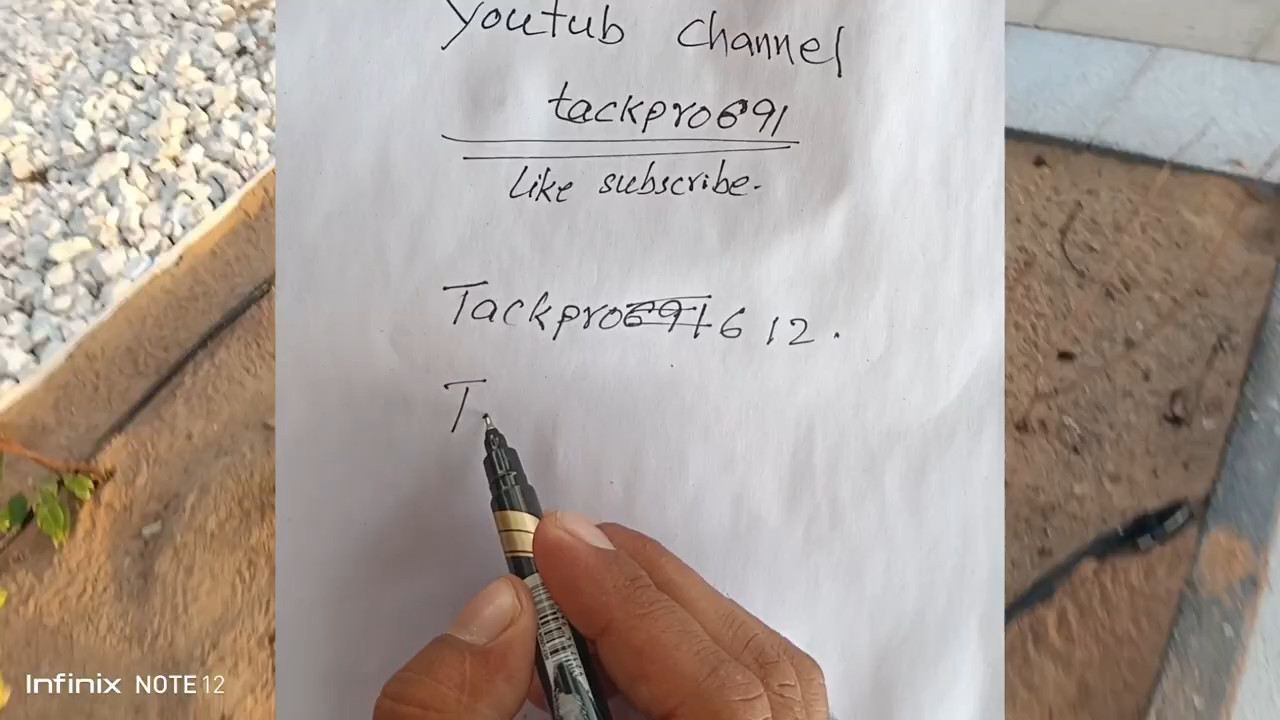 Youtub Channel
tackpro691
Like subscribe.
Tackpro691 612.
T
Infinix NOTE 12